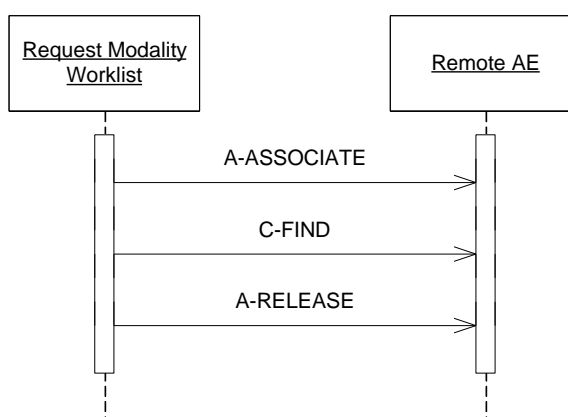 Request Modality
Worklist
Remote AE
A-ASSOCIATE
C-FIND
A-RELEASE